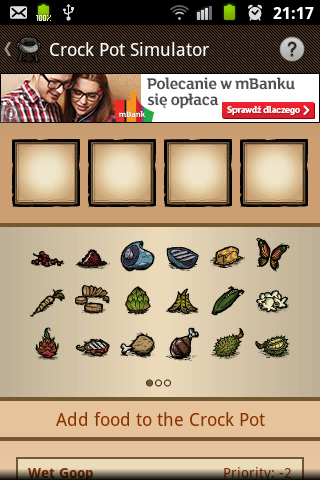 100%
21:17
Crock Pot Simulator
?
Polecanie w mBanku
się opłaca
mBank
Sprawdź dlaczego >
Add food to the Crock Pot
Wet Goop Priority: -2